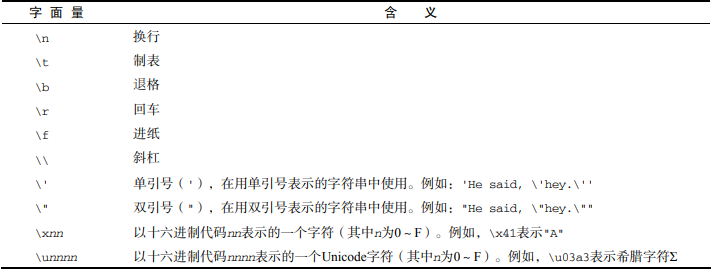 字 面 量 含 义
\n 换行
\t 制表
\b 退格
\r 回车
\f 进纸
\\ 斜杠
\' 单引号（'），在用单引号表示的字符串中使用。例如：'He said, \'hey.\''
\" 双引号（"），在用双引号表示的字符串中使用。例如："He said, \"hey.\""
\xnn 以十六进制代码nn表示的一个字符（其中n为0～F）。例如，\x41表示"A"
\unnnn 以十六进制代码nnnn表示的一个Unicode字符（其中n为0～F）。例如，\u03a3表示希腊字符Σ